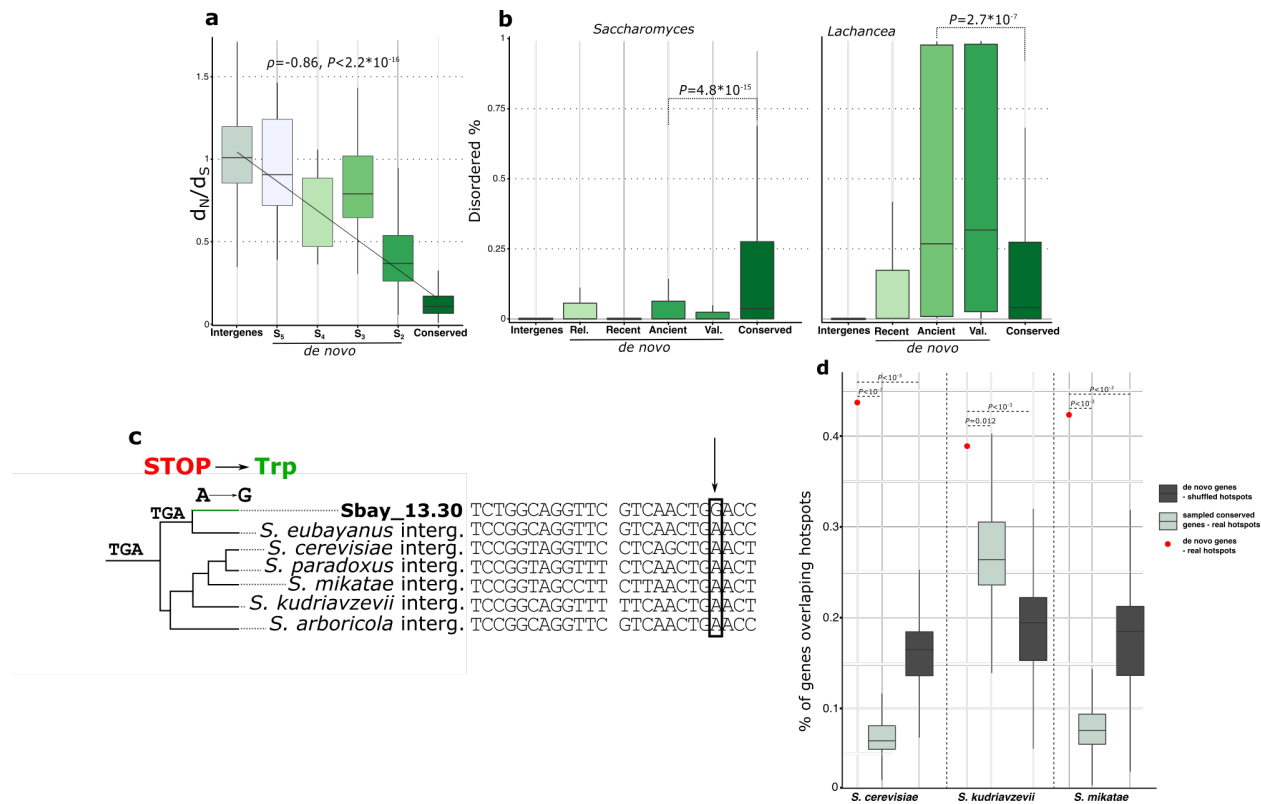 a
ρ=-0.86, P<2.2*10-16
dN/dS
1.5
1
0.5
0
Intergenes S5 S4 S3 S2 Conserved
de novo
b
Saccharomyces
P=4.8*10-15
Disordered %
1
0.75
0.25
0
Intergenes Rel. Recent Ancient Val. Conserved
de novo
Lachancea
P=2.7*10-7
Intergenes Recent Ancient Val. Conserved
de novo
c
STOP Trp
A G
TGA
TGA
Sbay_13.30 TCTGGCAGGTTCG GTCAACTGGACC
S. eubayanus interg. TCTGGCAGGTTC GTCAACTGAACC
S. cerevisiae interg. TCCGGTAGGTTC CTCAGCTGAACT
S. paradoxus interg. TCCGGTAGGTTT CTCAACTGAACT
S. mikatae interg. TCCGGTAGCCTT CTTAACTGAACT
S. kudriavzevii interg. TCCGGCAGGTTT TTCAACTGAACT
S. arboricola interg. TCCGGCAGGTTC GTCAACTGAACC
d
P<10-3
P<10-3
P<10-3
P=0.012
P<10-3
P<10-3
% of genes overlaping hotspots
0.4
0.3
0.2
0.1
0
S. cerevisiae S. kudriavzevii S. mikatae
de novo genes
- shuffled hotspots
sampled conserved
genes - real hotspots
de novo genes
- real hotspots